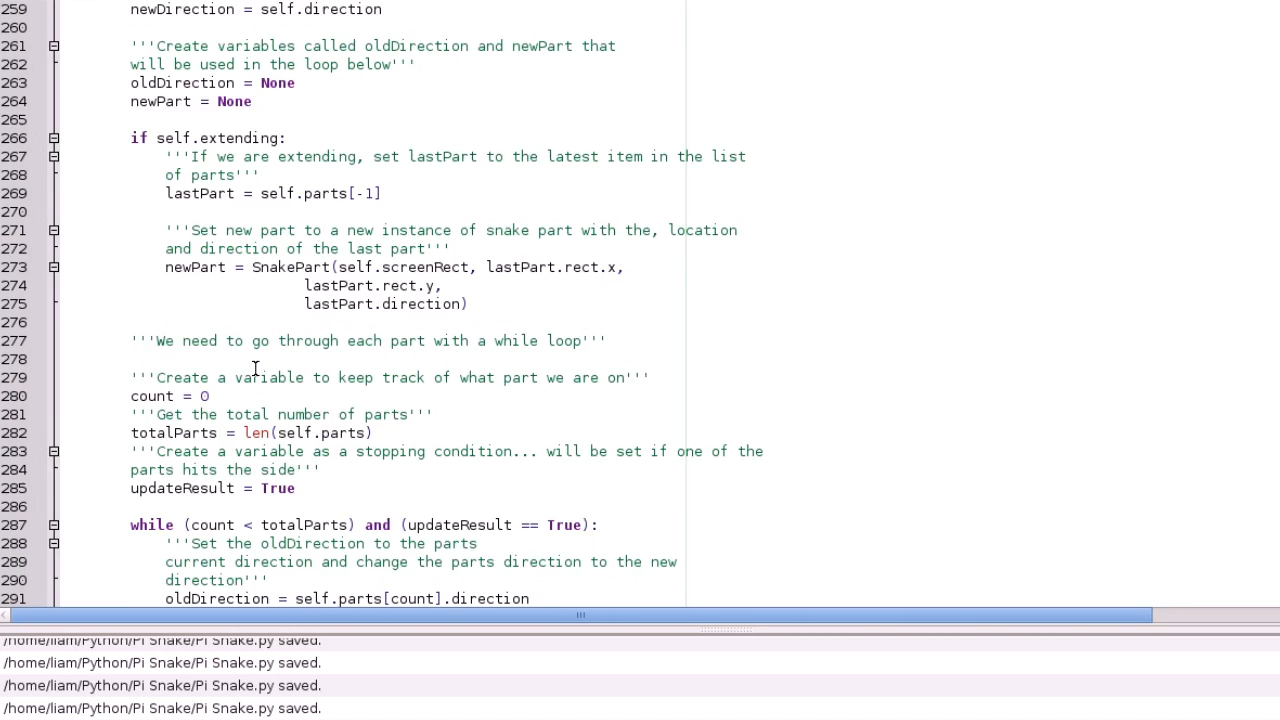 259 newDirection = self.direction
260
261 '''Create variables called oldDirection and newPart that
262 will be used in the loop below'''
263 oldDirection = None
264 newPart = None
265
266 if self.extending:
267 '''If we are extending, set lastPart to the latest item in the list
268 of parts'''
269 lastPart = self.parts[-1]
270
271 '''Set new part to a new instance of snake part with the, location
272 and direction of the last part'''
273 newPart = SnakePart(self.screenRect, lastPart.rect.x,
274 lastPart.rect.y,
275 lastPart.direction)
276
277 '''We need to go through each part with a while loop'''
278
279 '''Create a variable to keep track of what part we are on'''
280 count = 0
281 '''Get the total number of parts'''
282 totalParts = len(self.parts)
283 '''Create a variable as a stopping condition... will be set if one of the
284 parts hits the side'''
285 updateResult = True
286
287 while (count < totalParts) and (updateResult == True):
288 '''Set the oldDirection to the parts
289 current direction and change the parts direction to the new
290 direction'''
291 oldDirection = self.parts[count].direction
/home/liam/Python/Pi Snake/Pi Snake.py saved.
/home/liam/Python/Pi Snake/Pi Snake.py saved.
/home/liam/Python/Pi Snake/Pi Snake.py saved.
/home/liam/Python/Pi Snake/Pi Snake.py saved.